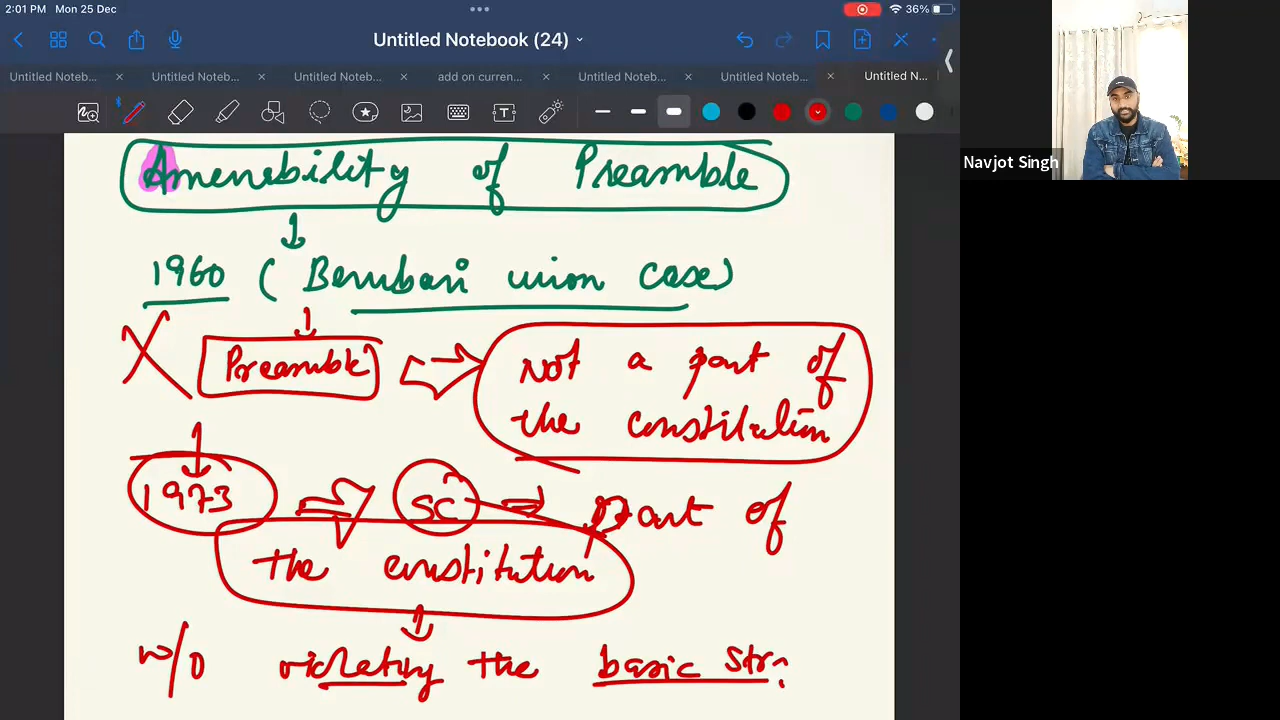 2:01 PM Mon 25 Dec
36%
Untitled Notebook (24)
Untitled Noteb...
Untitled Noteb...
Untitled Noteb...
add on curren...
Untitled Noteb...
Untitled Noteb...
Untitled N...
Navjot Singh
Amenebility of Preamble
1960 ( Berubari union case)
X Preamble Not a part of
the constitution
1973 SC part of
the constitution
w/o violeting the basic Str